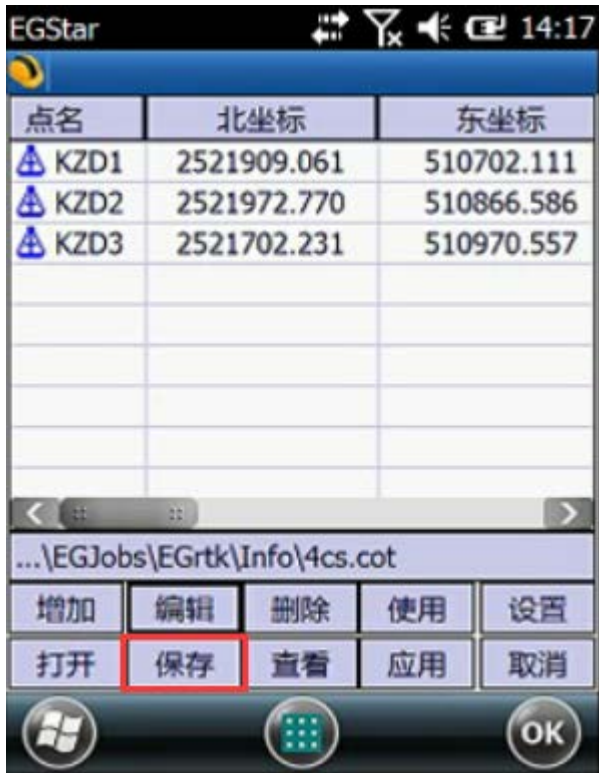 EGStar 14:17
点名 北坐标 东坐标
KZD1 2521909.061 510702.111
KZD2 2521972.770 510866.586
KZD3 2521702.231 510970.557
...\EGJobs\EGrtk\Info\4cs.cot
增加 编辑 删除 使用 设置
打开 保存 查看 应用 取消
OK